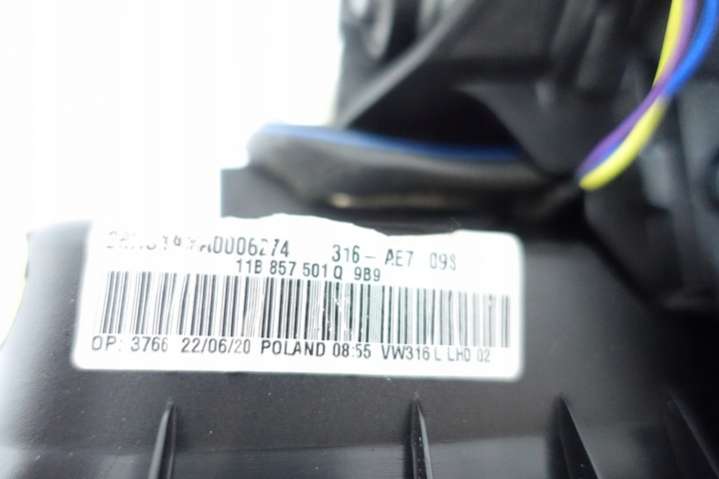 316- AE7 09S
11B 857 501 Q 9B9
OP: 3766 22/06/20 POLAND 08:55 VW316 L LHD 02